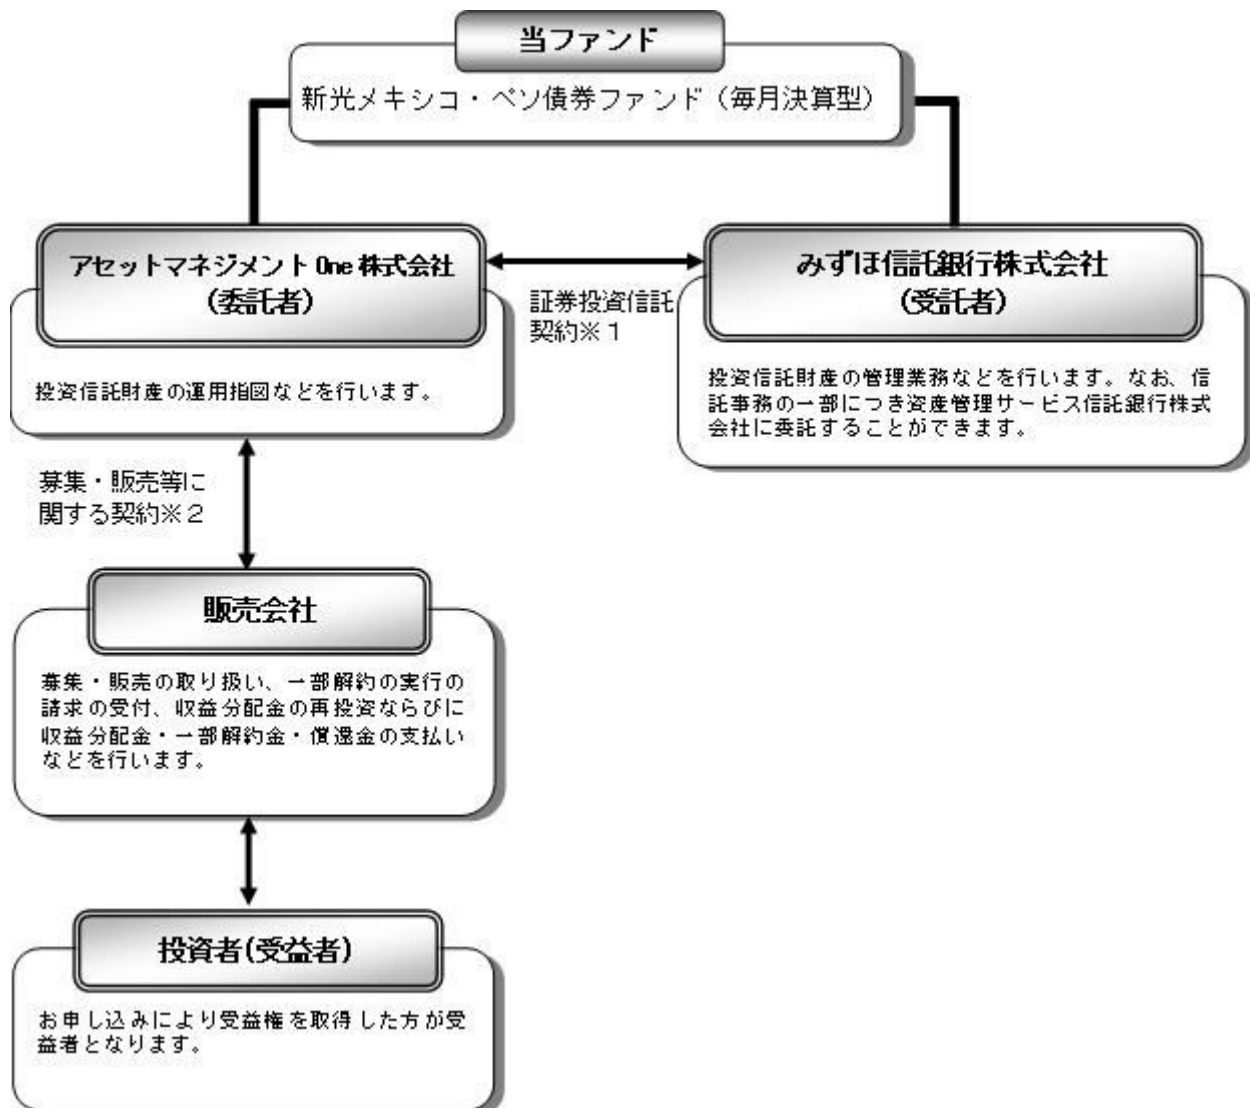 当ファンド
新光メキシコ・ペソ債券ファンド（毎月決算型）
アセットマネジメント One 株式会社
(委託者)
投資信託財産の運用指図などを行います。
証券投資信託
契約※１
みずほ信託銀行株式会社
(受託者)
投資信託財産の管理業務などを行います。なお、信
託事務の一部につき資産管理サービス信託銀行株式
会社に委託することができます。
募集・販売等に
関する契約※２
販売会社
募集・販売の取り扱い、一部解約の実行の
請求の受付、収益分配金の再投資ならびに
収益分配金・一部解約金・償還金の支払い
などを行います。
投資者(受益者)
お申し込みにより受益権を取得した方が受
益者となります。